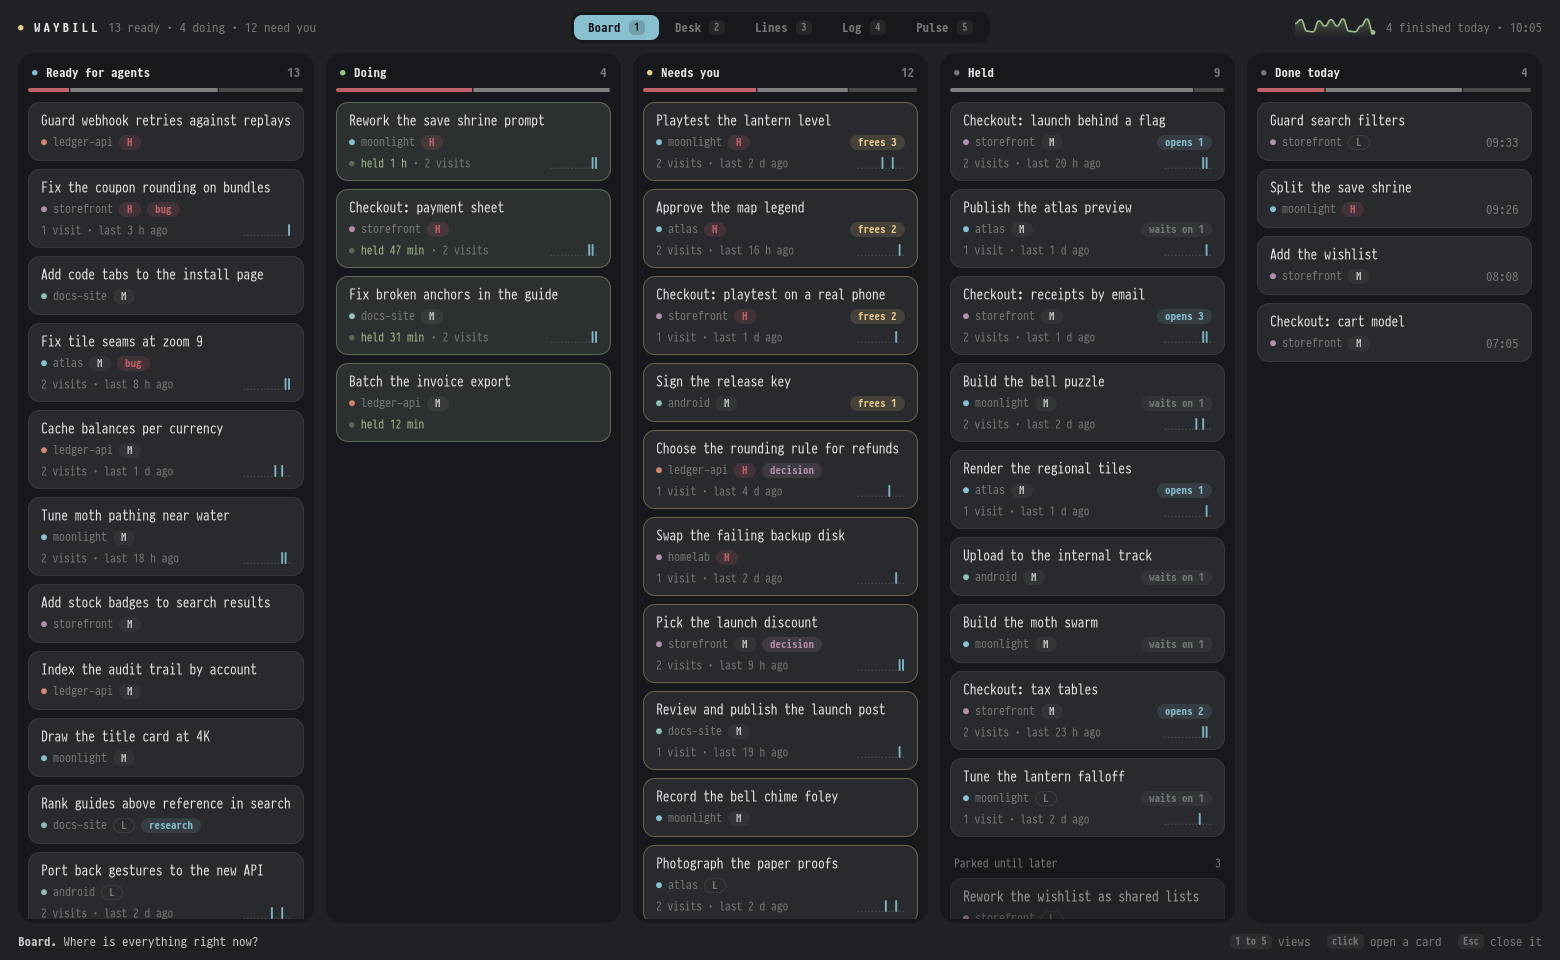 WAYBILL 13 ready · 4 doing · 12 need you
Board 1 Desk 2 Lines 3 Log 4 Pulse 5
4 finished today · 10:05
Ready for agents 13
Guard webhook retries against replays
ledger-api H
Fix the coupon rounding on bundles
storefront H bug
1 visit · last 3 h ago
Add code tabs to the install page
docs-site M
Fix tile seams at zoom 9
atlas M bug
2 visits · last 8 h ago
Cache balances per currency
ledger-api M
2 visits · last 1 d ago
Tune moth pathing near water
moonlight M
2 visits · last 18 h ago
Add stock badges to search results
storefront M
Index the audit trail by account
ledger-api M
Draw the title card at 4K
moonlight M
Rank guides above reference in search
docs-site L research
Port back gestures to the new API
android L
2 visits · last 2 d ago
Doing 4
Rework the save shrine prompt
moonlight H
held 1 h · 2 visits
Checkout: payment sheet
storefront H
held 47 min · 2 visits
Fix broken anchors in the guide
docs-site M
held 31 min · 2 visits
Batch the invoice export
ledger-api M
held 12 min
Needs you 12
Playtest the lantern level
moonlight H frees 3
2 visits · last 2 d ago
Approve the map legend
atlas H frees 2
2 visits · last 16 h ago
Checkout: playtest on a real phone
storefront H frees 2
1 visit · last 1 d ago
Sign the release key
android M frees 1
Choose the rounding rule for refunds
ledger-api H decision
1 visit · last 4 d ago
Swap the failing backup disk
homelab H
1 visit · last 2 d ago
Pick the launch discount
storefront M decision
2 visits · last 9 h ago
Review and publish the launch post
docs-site M
1 visit · last 19 h ago
Record the bell chime foley
moonlight M
Photograph the paper proofs
atlas L
2 visits · last 2 d ago
Held 9
Checkout: launch behind a flag
storefront M opens 1
2 visits · last 20 h ago
Publish the atlas preview
atlas M waits on 1
1 visit · last 1 d ago
Checkout: receipts by email
storefront M opens 3
2 visits · last 1 d ago
Build the bell puzzle
moonlight M waits on 1
2 visits · last 2 d ago
Render the regional tiles
atlas M opens 1
1 visit · last 1 d ago
Upload to the internal track
android M waits on 1
Build the moth swarm
moonlight M waits on 1
Checkout: tax tables
storefront M opens 2
2 visits · last 23 h ago
Tune the lantern falloff
moonlight L waits on 1
1 visit · last 2 d ago
Parked until later 3
Rework the wishlist as shared lists
storefront L
Done today 4
Guard search filters
storefront L 09:33
Split the save shrine
moonlight H 09:26
Add the wishlist
storefront M 08:08
Checkout: cart model
storefront M 07:05
Board. Where is everything right now?
1 to 5 views click open a card Esc close it